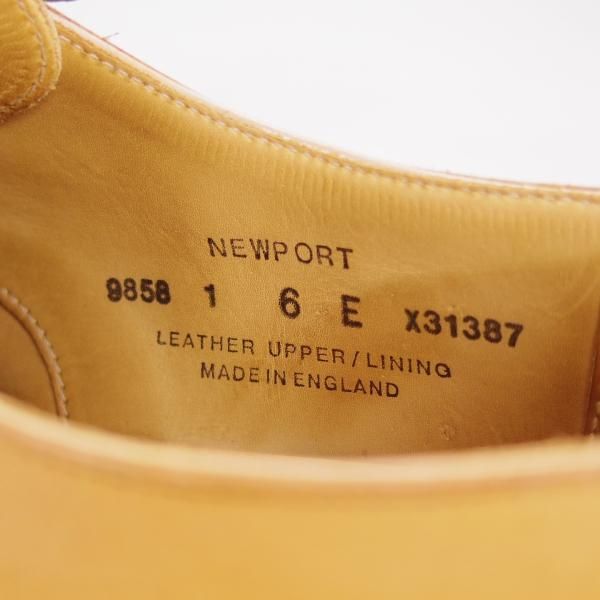 NEWPORT
9858 1 6 E X31387
LEATHER UPPER/LINING
MADE IN ENGLAND